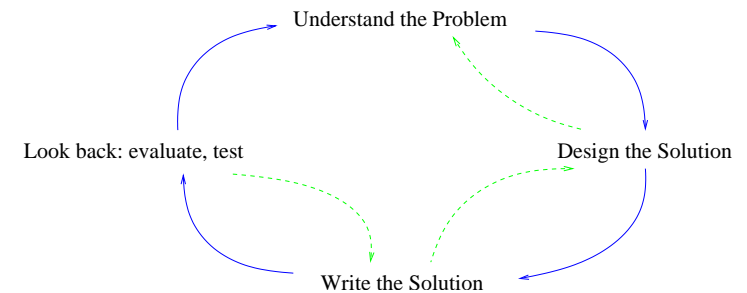 Understand the Problem
Look back: evaluate, test
Design the Solution
Write the Solution